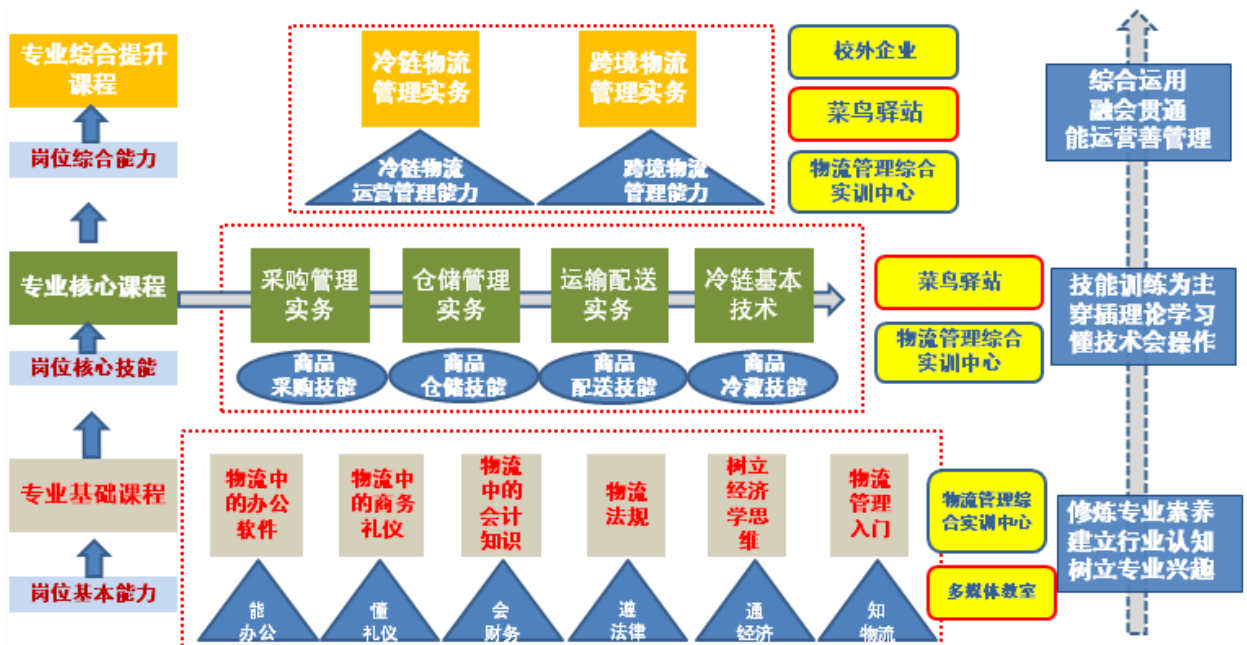 专业综合提升
课程
岗位综合能力
冷链物流
管理实务
跨境物流
管理实务
冷链物流
运营管理能力
跨境物流
管理能力
校外企业
菜鸟驿站
物流管理综合
实训中心
综合运用
融会贯通
能运营善管理
专业核心课程
岗位核心技能
采购管理
实务
仓储管理
实务
运输配送
实务
冷链基本
技术
商品
采购技能
商品
仓储技能
商品
配送技能
商品
冷藏技能
菜鸟驿站
物流管理综合
实训中心
技能训练为主
穿插理论学习
懂技术会操作
专业基础课程
岗位基本能力
物流中
的办公
软件
物流中
的商务
礼仪
物流
中的
会计
知识
物流
法规
树立
经济
学思
维
物流
管理
入门
能
办公
懂
礼仪
会
财务
遵
法律
通
经济
知
物流
物流管理综
合实训中心
多媒体教室
修炼专业素养
建立行业认知
树立专业兴趣